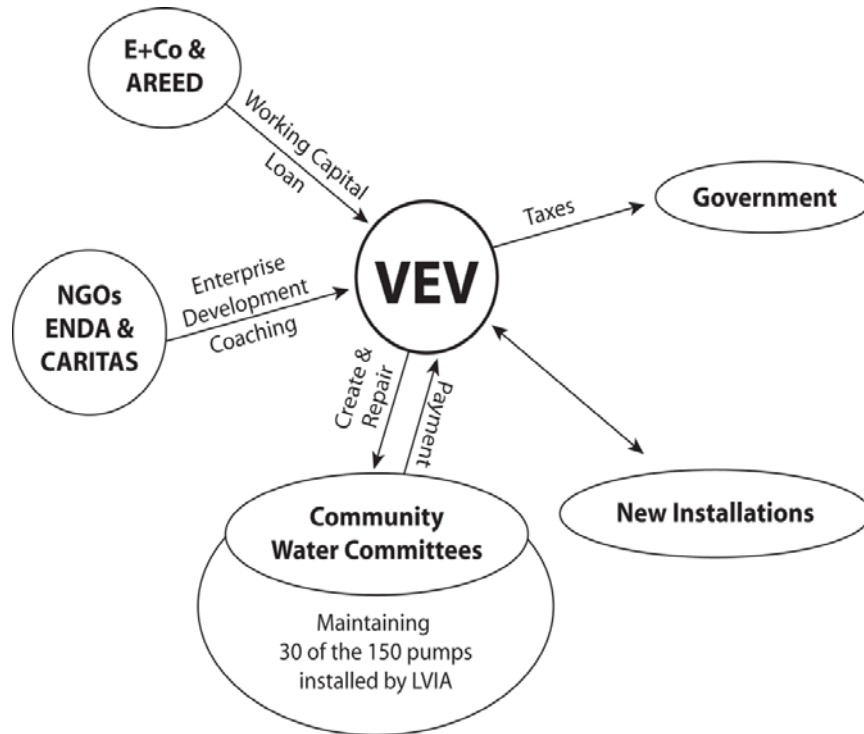 E+Co &
AREED
Working Capital
Loan
Government
Taxes
VEV
NGOs
ENDA &
CARITAS
Enterprise
Development
Coaching
Create &
Repair
Payment
Community
Water Committees
New Installations
Maintaining
30 of the 150 pumps
installed by LVIA